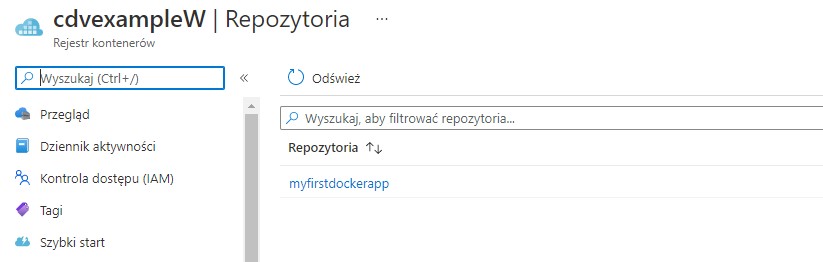 cdvexampleW | Repozytoria ...
Rejestr kontenerów
Wyszukaj (Ctrl+/)
«
Odśwież
Przegląd
Dziennik aktywności
Kontrola dostępu (IAM)
Tagi
Szybki start
Wyszukaj, aby filtrować repozytoria...
Repozytoria ↑↓
myfirstdockerapp